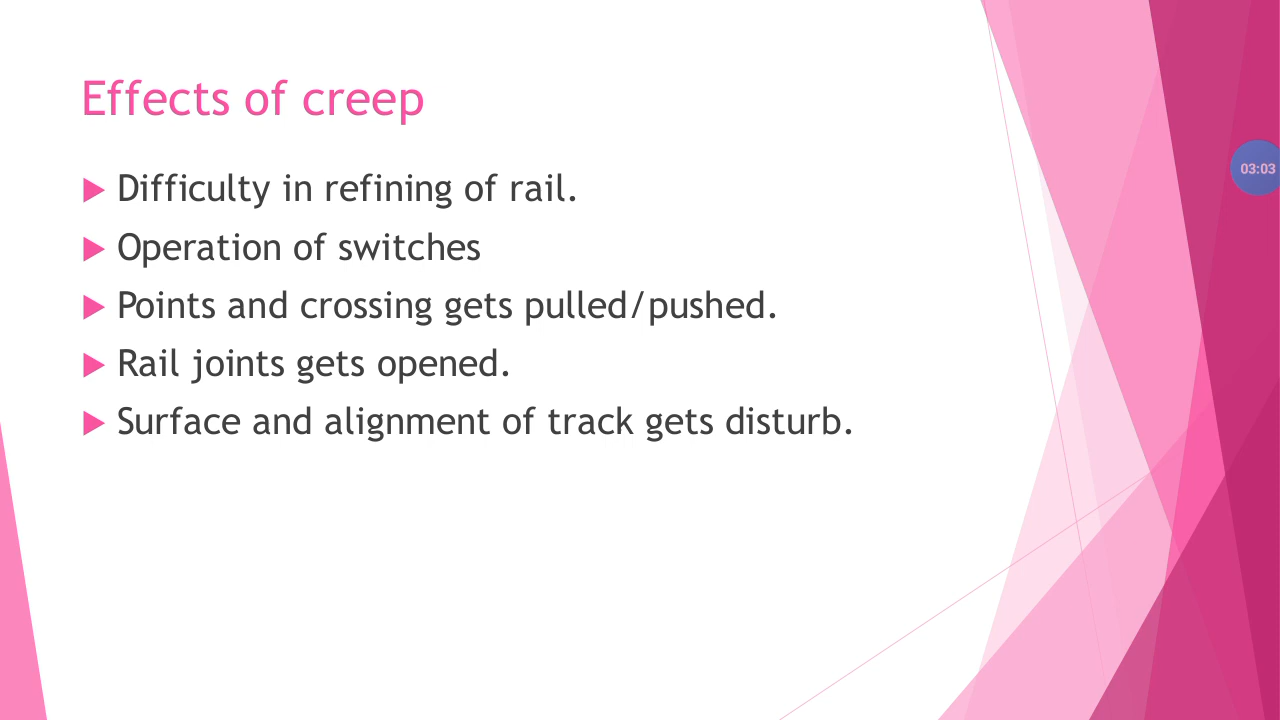 Effects of creep
Difficulty in refining of rail.
Operation of switches
Points and crossing gets pulled/pushed.
Rail joints gets opened.
Surface and alignment of track gets disturb.
03:03